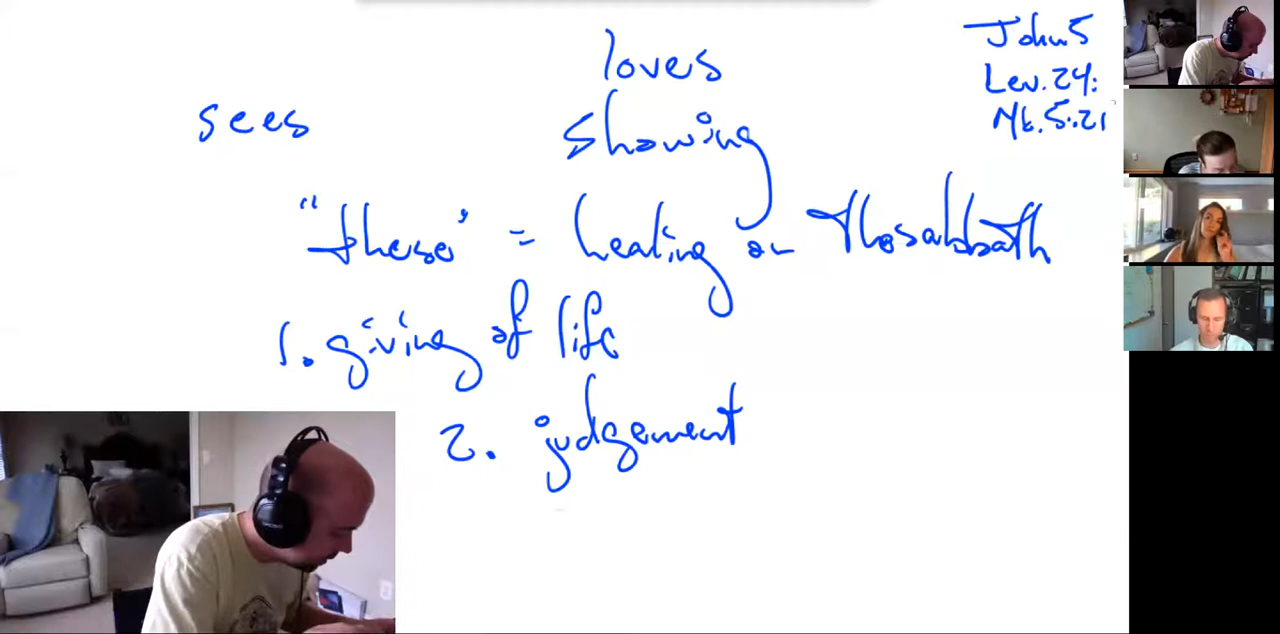 loves
John 5
Lev. 24:
Mt. 5:21
sees
showing
"these" = healing on the sabbath
1. giving of life
2. judgement